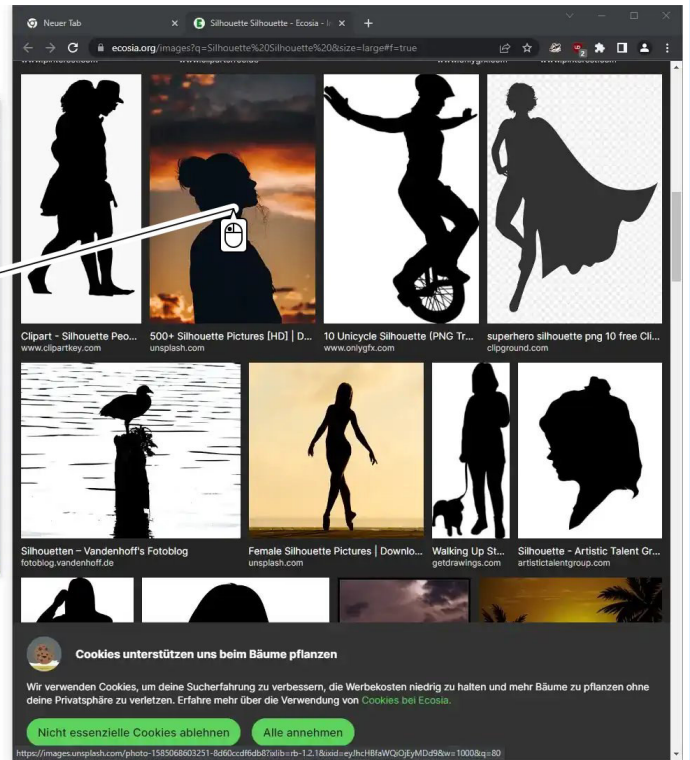 Neuer Tab
Silhouette Silhouette - Ecosia -
ecosia.org/images?q=Silhouette%20Silhouette%20&size=large#f=true
2
Clipart - Silhouette Peo...
www.clipartkey.com
500+ Silhouette Pictures [HD] | D...
unsplash.com
10 Unicycle Silhouette (PNG Tr...
www.onlygfx.com
superhero silhouette png 10 free Cli...
clipground.com
Silhouetten – Vandenhoff's Fotoblog
fotoblog.vandenhoff.de
Female Silhouette Pictures | Downlo...
unsplash.com
Walking Up St...
getdrawings.com
Silhouette - Artistic Talent Gr...
artistictalentgroup.com
Cookies unterstützen uns beim Bäume pflanzen
Wir verwenden Cookies, um deine Sucherfahrung zu verbessern, die Werbekosten niedrig zu halten und mehr Bäume zu pflanzen ohne
deine Privatsphäre zu verletzen. Erfahre mehr über die Verwendung von Cookies bei Ecosia.
Nicht essenzielle Cookies ablehnen
Alle annehmen
https://images.unsplash.com/photo-1585068603251-8d60ccdf6db8?ixlib=rb-1.2.1&ixid=eyJhcHBfaWQiOjEyMDd9&w=1000&q=80